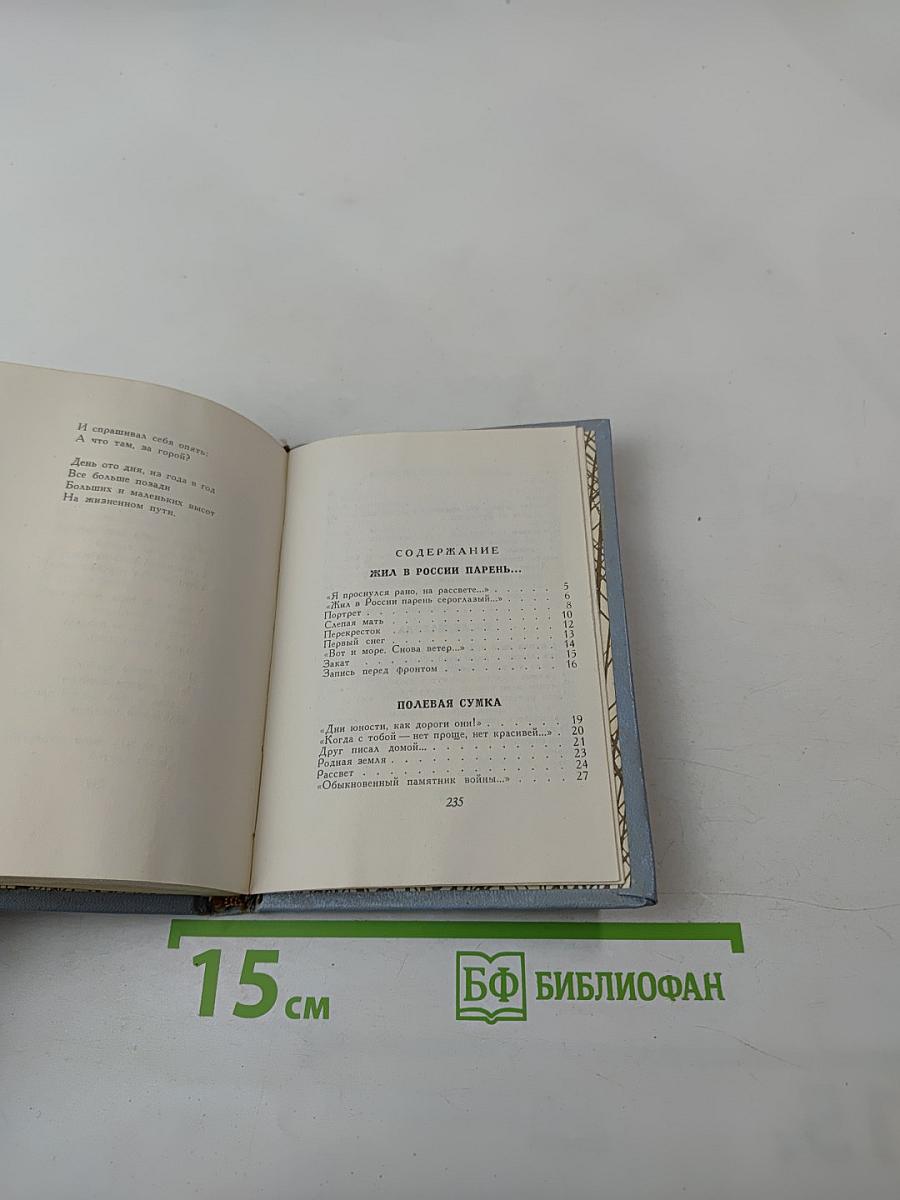 И спрашивал себя опять:
А что там, за горой?
День ото дня, из года в год
Все больше позади
Больших и маленьких высот
На жизненном пути.
СОДЕРЖАНИЕ
ЖИЛ В РОССИИ ПАРЕНЬ...
«Я проснулся рано, на рассвете...» . . . . . 5
«Жил в России парень сероглазый...» . . . . 6
Портрет . . . . . . . . . . . . . 8
Слепая мать . . . . . . . . . . . 10
Перекресток . . . . . . . . . . . 12
Первый снег . . . . . . . . . . . 13
«Вот и море. Снова ветер...» . . . . . . 14
Закат . . . . . . . . . . . . . 15
Запись перед фронтом . . . . . . . . 16
ПОЛЕВАЯ СУМКА
«Дни юности, как дороги они!» . . . . . . 19
«Когда с тобой — нет проще, нет красивей...» . 20
Друг писал домой... . . . . . . . . . 21
Родная земля . . . . . . . . . . . 23
Рассвет . . . . . . . . . . . . . 24
«Обыкновенный памятник войны...» . . . . 27
235
15 см
БФ БИБЛИОФАН